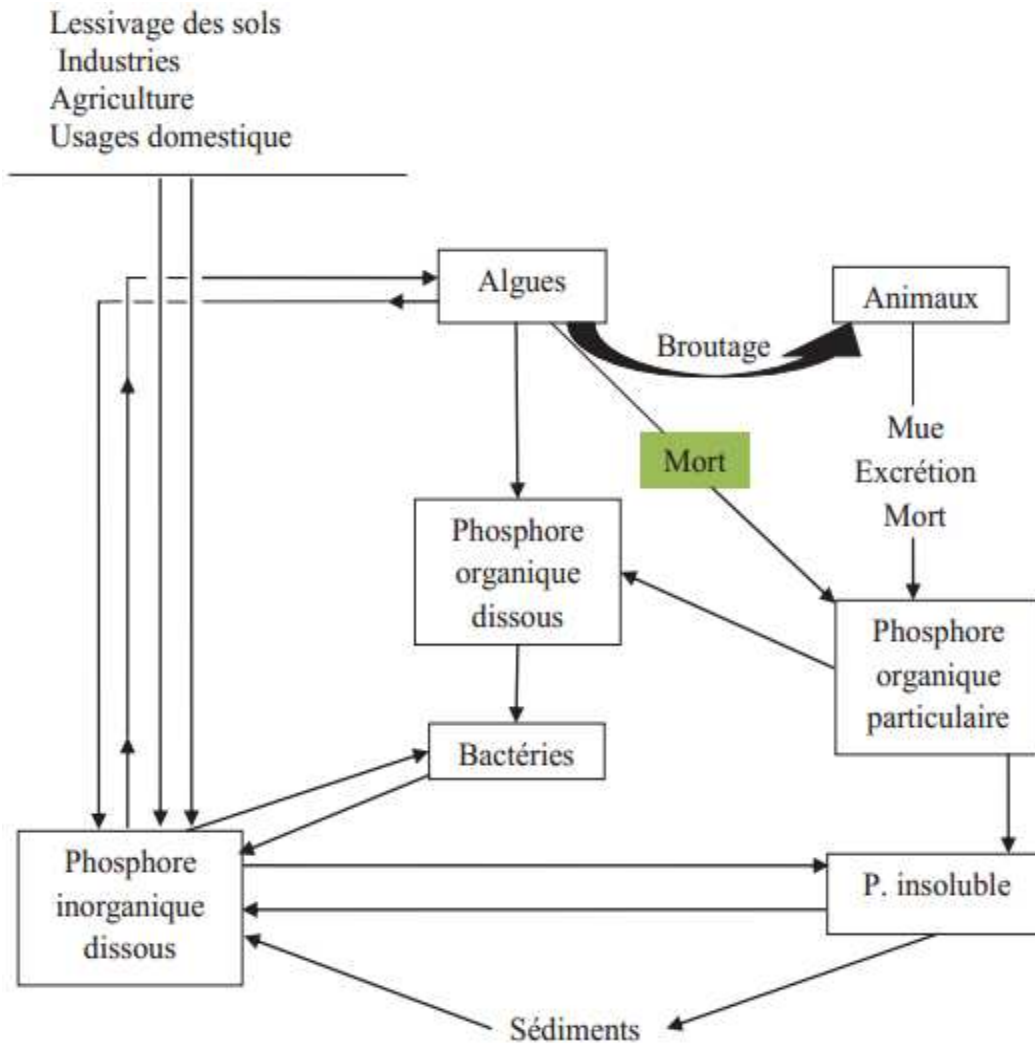 Lessivage des sols
Industries
Agriculture
Usages domestique
Algues
Animaux
Broutage
Mort
Mue
Excrétion
Mort
Phosphore
organique
dissous
Phosphore
organique
particulaire
Bactéries
Phosphore
inorganique
dissous
P. insoluble
Sédiments